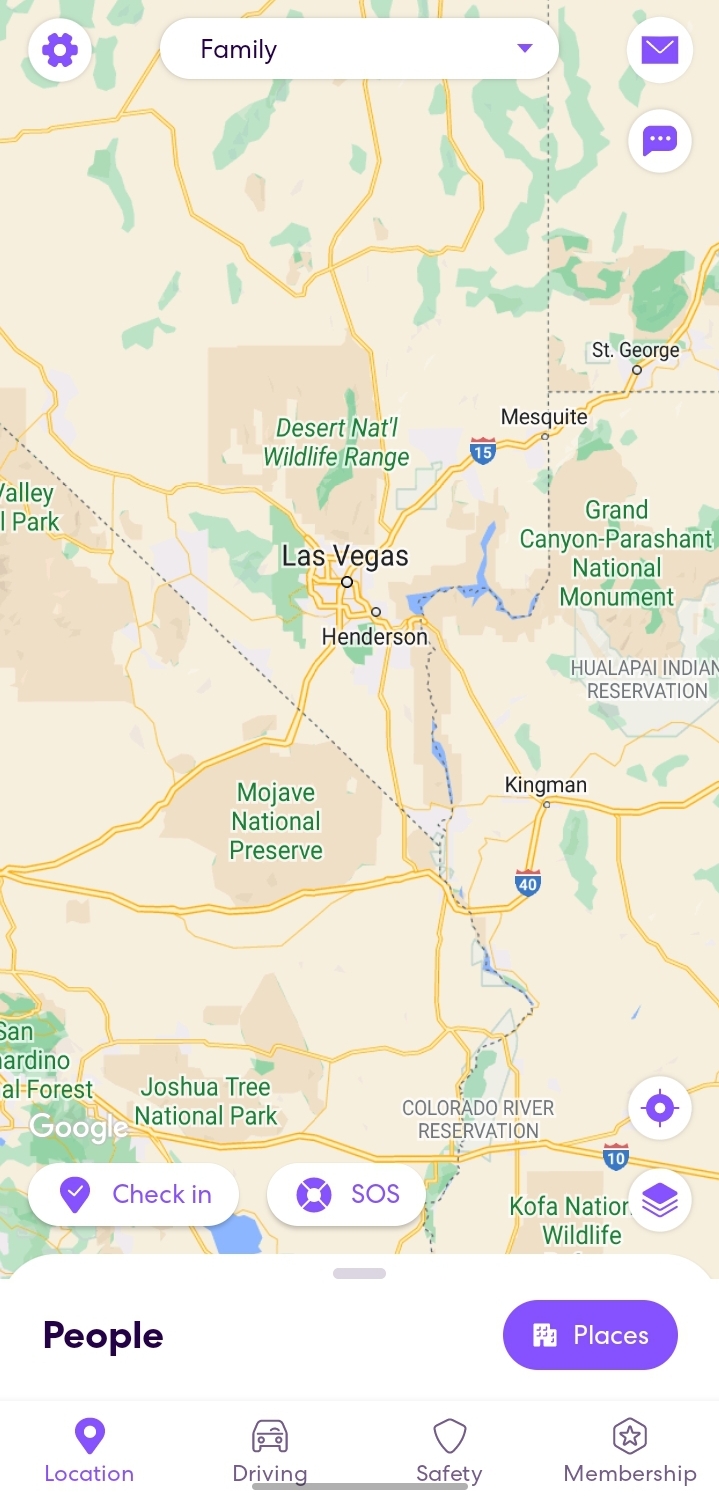 Family
St. George
Mesquite
15
Desert Nat'l
Wildlife Range
Valley
l Park
Grand
Canyon-Parashant
National
Monument
Las Vegas
Henderson
HUALAPAI INDIAN
RESERVATION
Kingman
Mojave
National
Preserve
40
San
nardino
al Forest
Joshua Tree
National Park
COLORADO RIVER
RESERVATION
Google
10
Check in
SOS
Kofa Nation
Wildlife
People
Places
Location
Driving
Safety
Membership